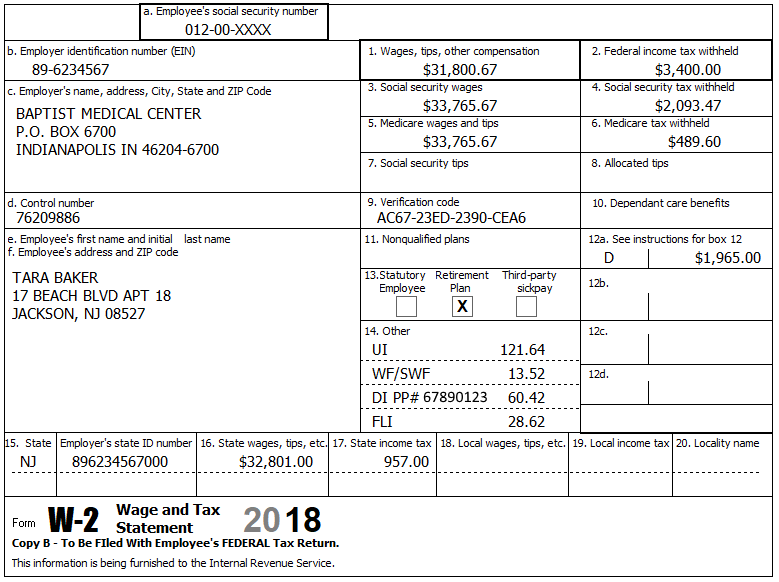 a. Employee's social security number
012-00-XXXX
b. Employer identification number (EIN)
89-6234567
1. Wages, tips, other compensation
$31,800.67
2. Federal income tax withheld
$3,400.00
c. Employer's name, address, City, State and ZIP Code
BAPTIST MEDICAL CENTER
P.O. BOX 6700
INDIANAPOLIS IN 46204-6700
3. Social security wages
$33,765.67
4. Social security tax withheld
$2,093.47
5. Medicare wages and tips
$33,765.67
6. Medicare tax withheld
$489.60
7. Social security tips
8. Allocated tips
d. Control number
76209886
9. Verification code
AC67-23ED-2390-CEA6
10. Dependant care benefits
e. Employee's first name and initial last name
f. Employee's address and ZIP code
TARA BAKER
17 BEACH BLVD APT 18
JACKSON, NJ 08527
11. Nonqualified plans
12a. See instructions for box 12
D $1,965.00
13.Statutory Employee
Retirement Plan
X
Third-party sickpay
12b.
14. Other
UI 121.64
WF/SWF 13.52
DI PP# 67890123 60.42
FLI 28.62
12c.
12d.
15. State
NJ
Employer's state ID number
896234567000
16. State wages, tips, etc.
$32,801.00
17. State income tax
957.00
18. Local wages, tips, etc.
19. Local income tax
20. Locality name
Form W-2 Wage and Tax Statement 2018
Copy B - To Be FIled With Employee's FEDERAL Tax Return.
This information is being furnished to the Internal Revenue Service.